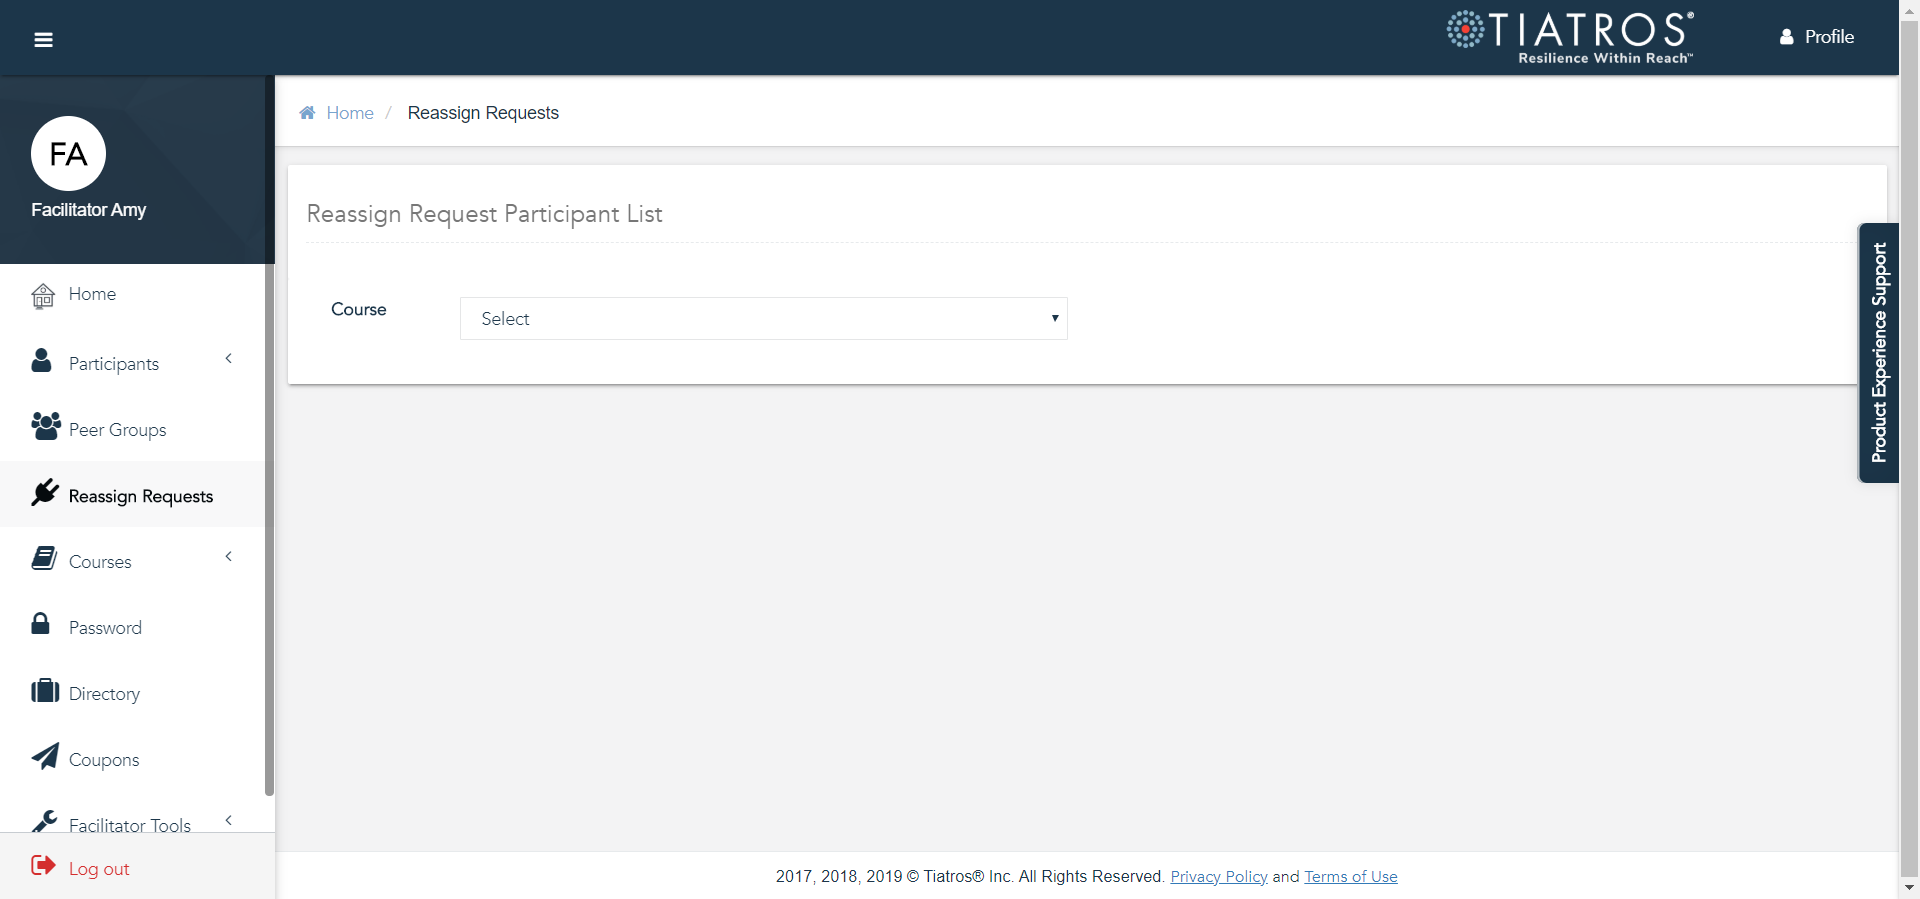 TIATROS®
Resilience Within Reach™
Profile
FA
Facilitator Amy
Home
Participants
Peer Groups
Reassign Requests
Courses
Password
Directory
Coupons
Facilitator Tools
Log out
Home / Reassign Requests
Reassign Request Participant List
Course
Select
Product Experience Support
2017, 2018, 2019 © Tiatros® Inc. All Rights Reserved. Privacy Policy and Terms of Use